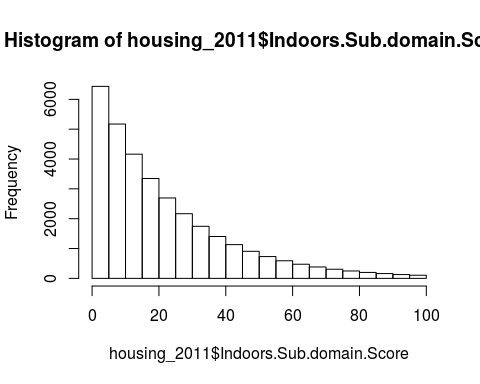 Histogram of housing_2011$Indoors.Sub.domain.Sc
Frequency
6000
4000
2000
0
0 20 40 60 80 100
housing_2011$Indoors.Sub.domain.Score